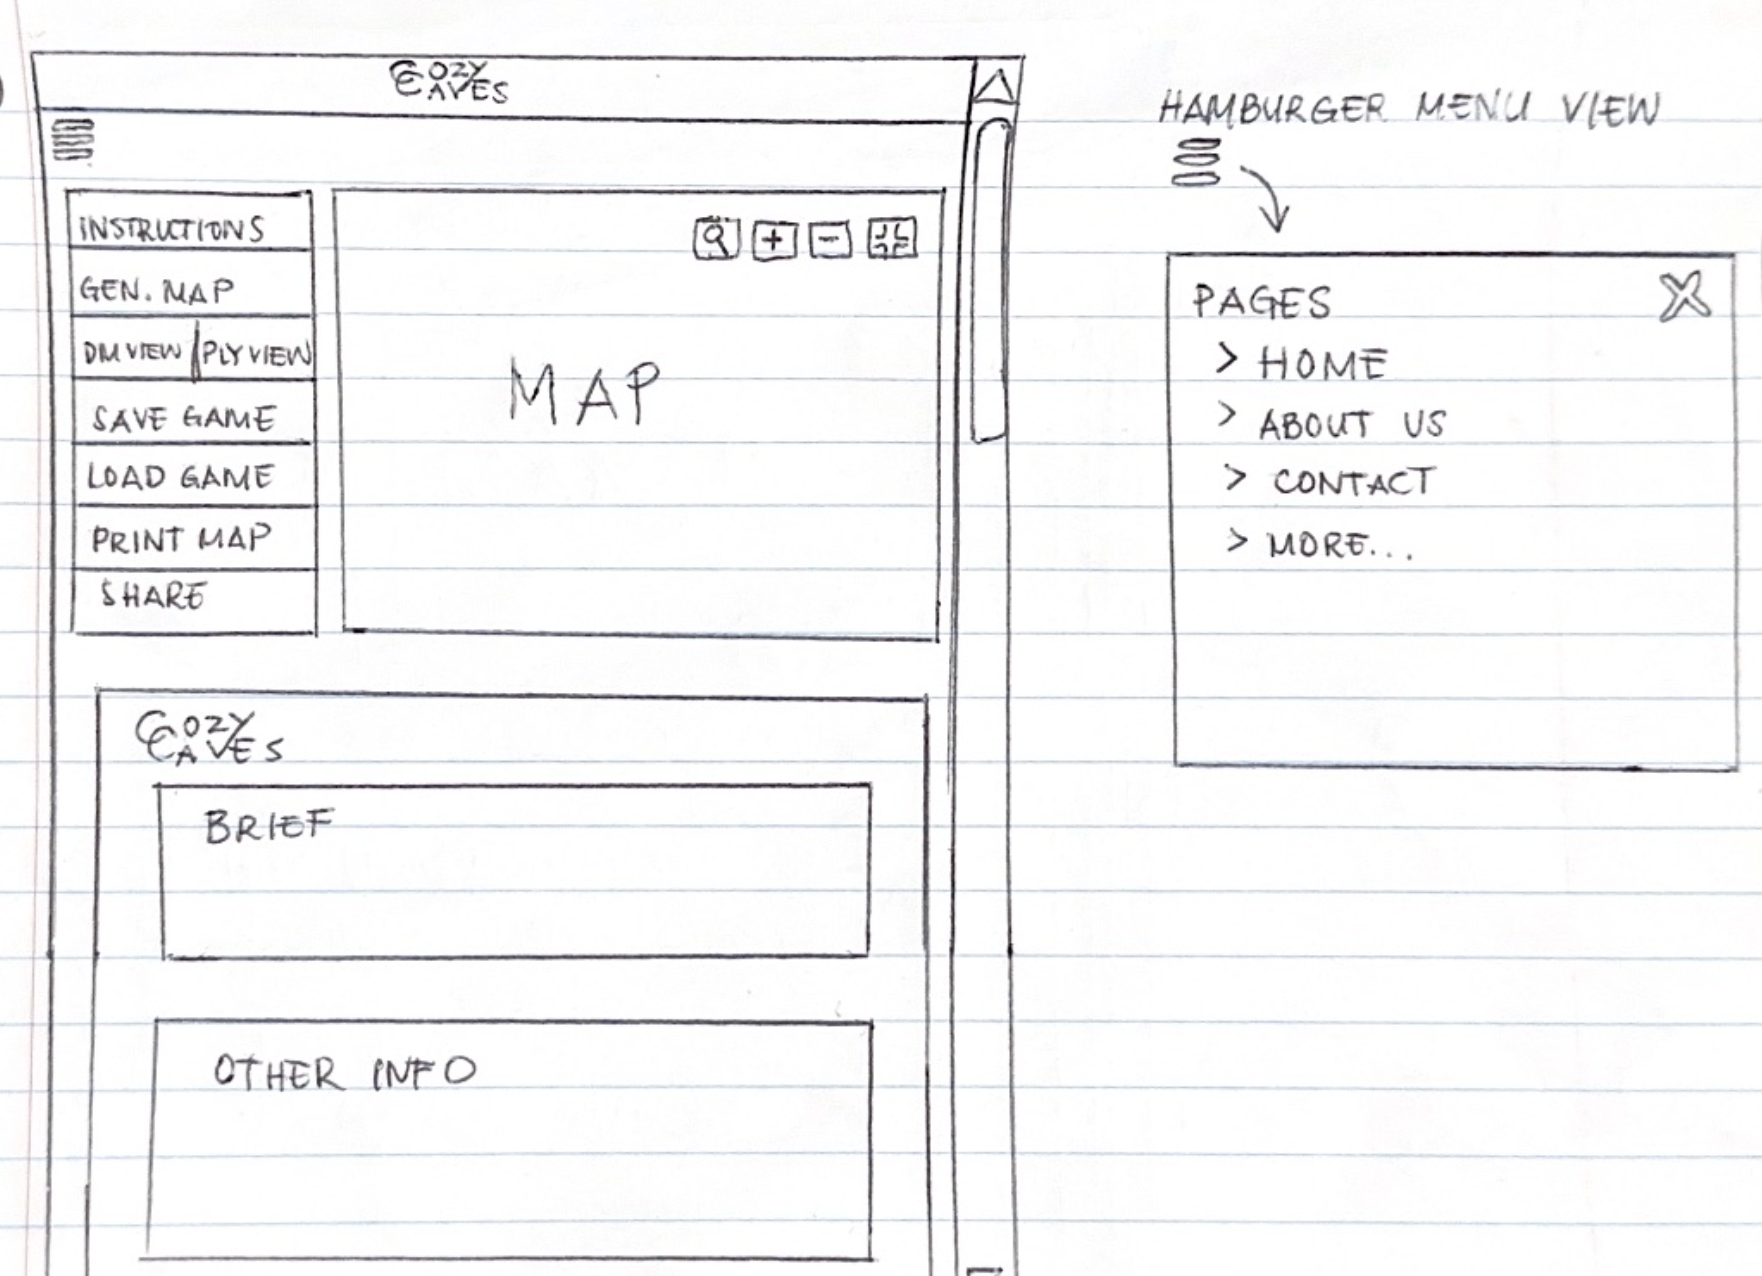 COZY
CAVES
INSTRUCTIONS
GEN. MAP
DM VIEW | PLY VIEW
SAVE GAME
LOAD GAME
PRINT MAP
SHARE
+ -
MAP
COZY
CAVES
BRIEF
OTHER INFO
HAMBURGER MENU VIEW
PAGES X
> HOME
> ABOUT US
> CONTACT
> MORE...